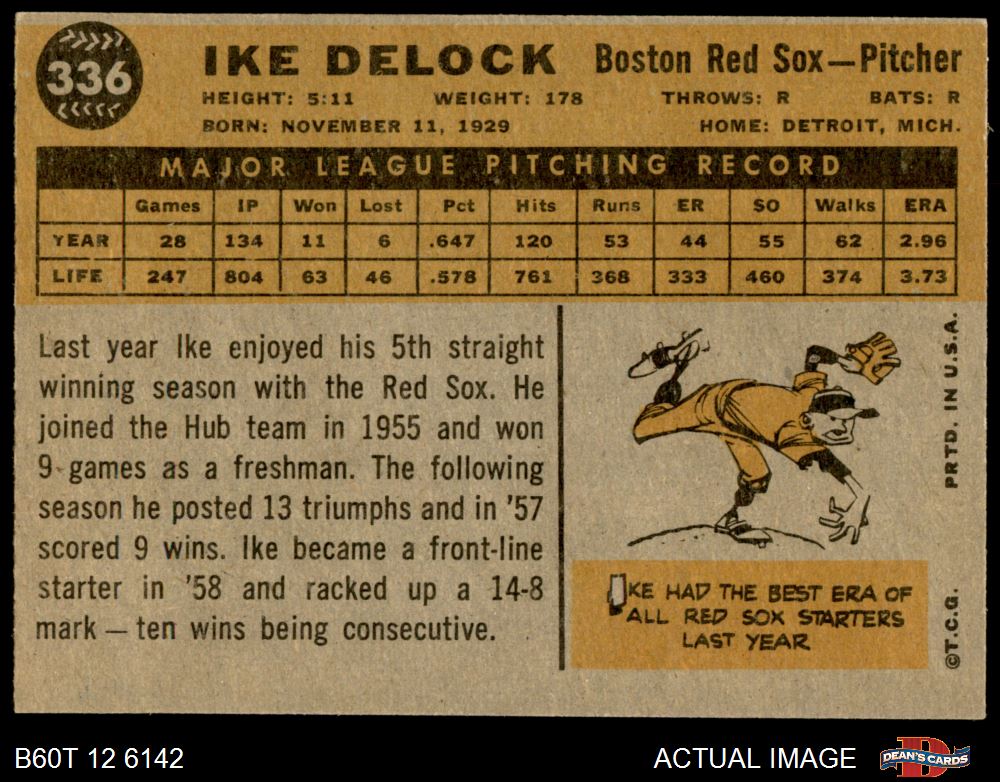 336
IKE DELOCK Boston Red Sox—Pitcher
HEIGHT: 5:11 WEIGHT: 178 THROWS: R BATS: R
BORN: NOVEMBER 11, 1929 HOME: DETROIT, MICH.
MAJOR LEAGUE PITCHING RECORD
Games IP Won Lost Pct Hits Runs ER SO Walks ERA
YEAR 28 134 11 6 .647 120 53 44 55 62 2.96
LIFE 247 804 63 46 .578 761 368 333 460 374 3.73
Last year Ike enjoyed his 5th straight
winning season with the Red Sox. He
joined the Hub team in 1955 and won
9 games as a freshman. The following
season he posted 13 triumphs and in '57
scored 9 wins. Ike became a front-line
starter in '58 and racked up a 14-8
mark — ten wins being consecutive.
IKE HAD THE BEST ERA OF
ALL RED SOX STARTERS
LAST YEAR
©T.C.G. PRTD. IN U.S.A.
B60T 12 6142 ACTUAL IMAGE DEAN'S CARDS